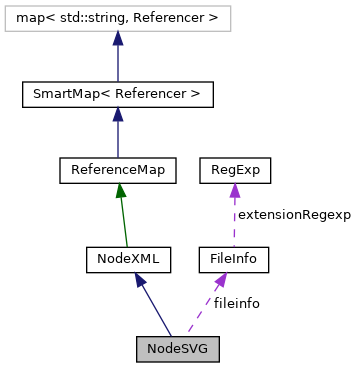 map< std::string, Referencer >
SmartMap< Referencer >
ReferenceMap
RegExp
extensionRegexp
NodeXML
FileInfo
fileinfo
NodeSVG